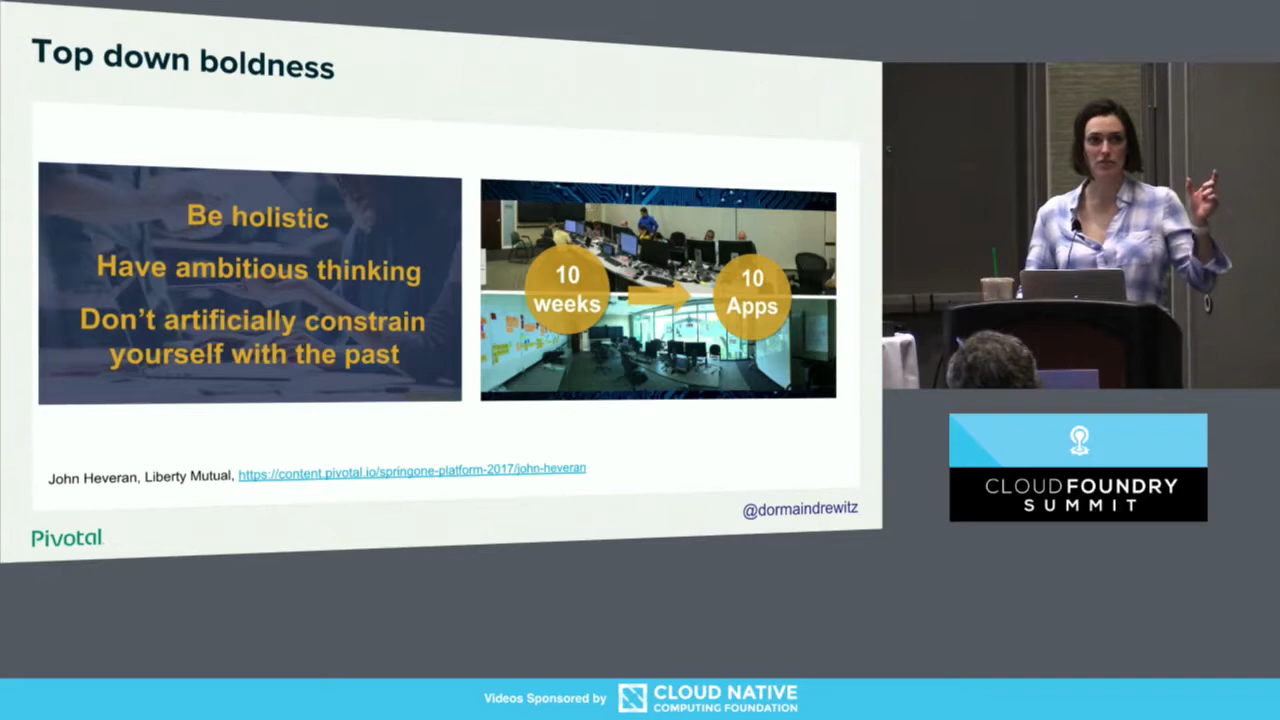 Top down boldness
Be holistic
Have ambitious thinking
Don't artificially constrain
yourself with the past
10
weeks
10
Apps
John Heveran, Liberty Mutual, https://content.pivotal.io/springone-platform-2017/john-heveran
@dormaindrewitz
Pivotal
CLOUDFOUNDRY
SUMMIT
Videos Sponsored by
CLOUD NATIVE
COMPUTING FOUNDATION